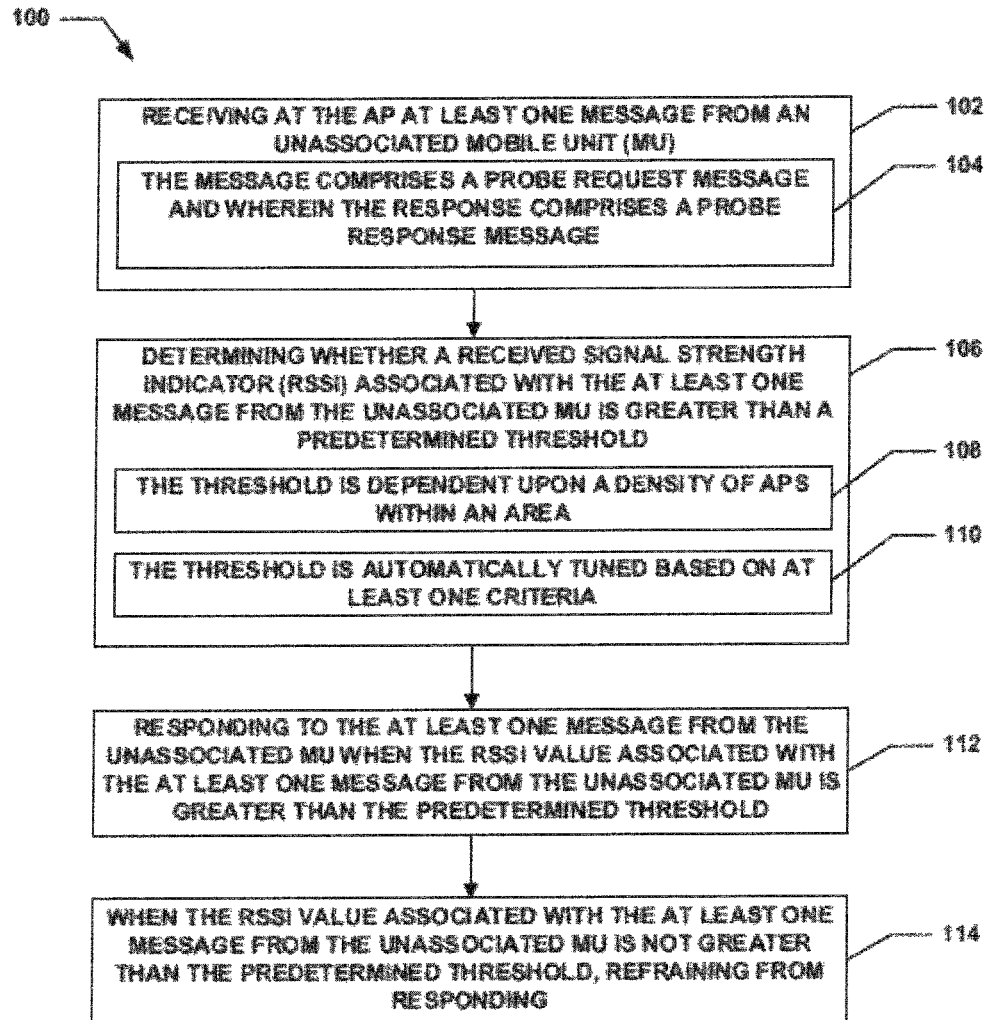 100
RECEIVING AT THE AP AT LEAST ONE MESSAGE FROM AN
UNASSOCIATED MOBILE UNIT (MU)
102
THE MESSAGE COMPRISES A PROBE REQUEST MESSAGE
AND WHEREIN THE RESPONSE COMPRISES A PROBE
RESPONSE MESSAGE
104
DETERMINING WHETHER A RECEIVED SIGNAL STRENGTH
INDICATOR (RSSI) ASSOCIATED WITH THE AT LEAST ONE
MESSAGE FROM THE UNASSOCIATED MU IS GREATER THAN A
PREDETERMINED THRESHOLD
106
THE THRESHOLD IS DEPENDENT UPON A DENSITY OF APS
WITHIN AN AREA
108
THE THRESHOLD IS AUTOMATICALLY TUNED BASED ON AT
LEAST ONE CRITERIA
110
RESPONDING TO THE AT LEAST ONE MESSAGE FROM THE
UNASSOCIATED MU WHEN THE RSSI VALUE ASSOCIATED WITH
THE AT LEAST ONE MESSAGE FROM THE UNASSOCIATED MU IS
GREATER THAN THE PREDETERMINED THRESHOLD
112
WHEN THE RSSI VALUE ASSOCIATED WITH THE AT LEAST ONE
MESSAGE FROM THE UNASSOCIATED MU IS NOT GREATER
THAN THE PREDETERMINED THRESHOLD, REFRAINING FROM
RESPONDING
114